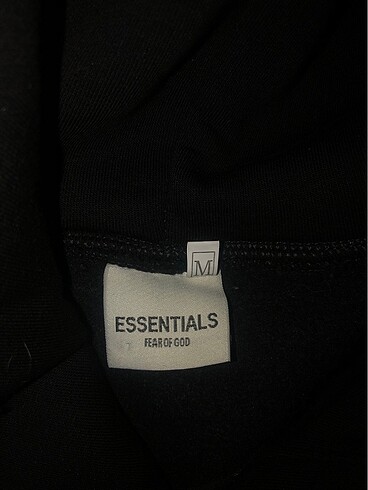 M
ESSENTIALS
FEAR OF GOD